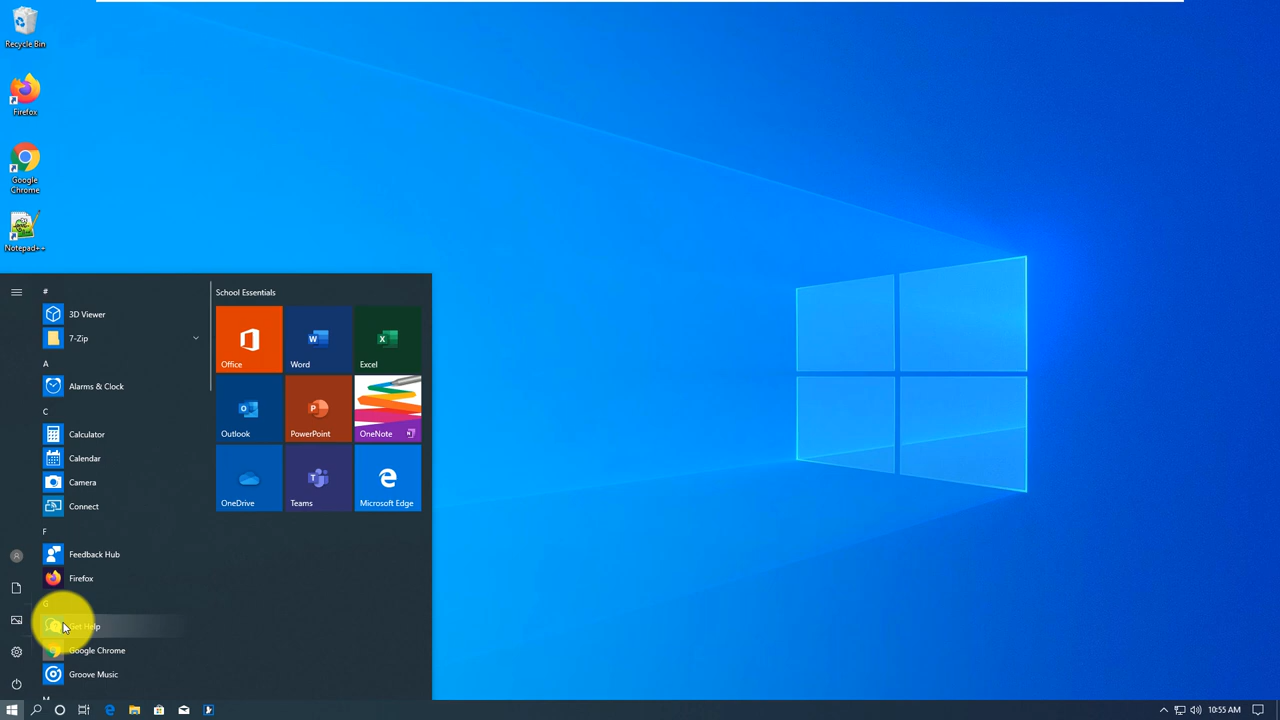 Recycle Bin
Firefox
Google
Chrome
Notepad++
#
3D Viewer
7-Zip
A
Alarms & Clock
C
Calculator
Calendar
Camera
Connect
F
Feedback Hub
Firefox
G
Get Help
Google Chrome
Groove Music
School Essentials
Office
Word
Excel
Outlook
PowerPoint
OneNote
OneDrive
Teams
Microsoft Edge
10:55 AM